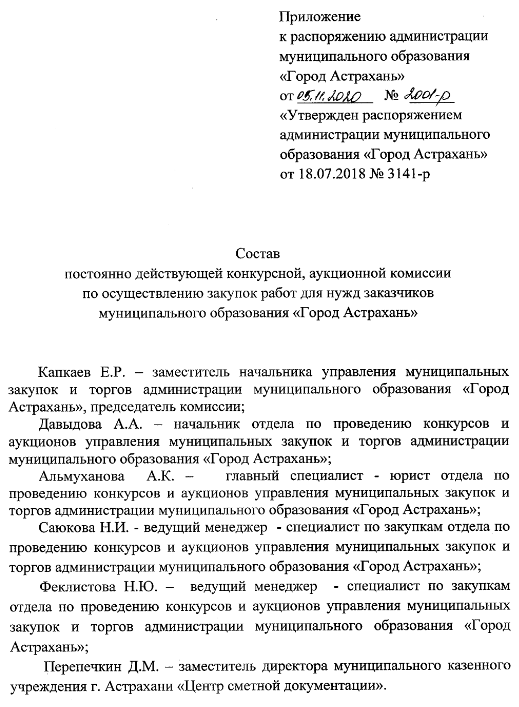 Приложение
к распоряжению администрации
муниципального образования
«Город Астрахань»
от 05.11.2020 № 2001-р
«Утвержден распоряжением
администрации муниципального
образования «Город Астрахань»
от 18.07.2018 № 3141-р
Состав
постоянно действующей конкурсной, аукционной комиссии
по осуществлению закупок работ для нужд заказчиков
муниципального образования «Город Астрахань»
Капкаев Е.Р. – заместитель начальника управления муниципальных
закупок и торгов администрации муниципального образования «Город
Астрахань», председатель комиссии;
Давыдова А.А. – начальник отдела по проведению конкурсов и
аукционов управления муниципальных закупок и торгов администрации
муниципального образования «Город Астрахань»;
Альмуханова А.К. – главный специалист - юрист отдела по
проведению конкурсов и аукционов управления муниципальных закупок и
торгов администрации муниципального образования «Город Астрахань»;
Саюкова Н.И. - ведущий менеджер - специалист по закупкам отдела по
проведению конкурсов и аукционов управления муниципальных закупок и
торгов администрации муниципального образования «Город Астрахань»;
Феклистова Н.Ю. – ведущий менеджер - специалист по закупкам
отдела по проведению конкурсов и аукционов управления муниципальных
закупок и торгов администрации муниципального образования «Город
Астрахань»;
Перепечкин Д.М. – заместитель директора муниципального казенного
учреждения г. Астрахани «Центр сметной документации».